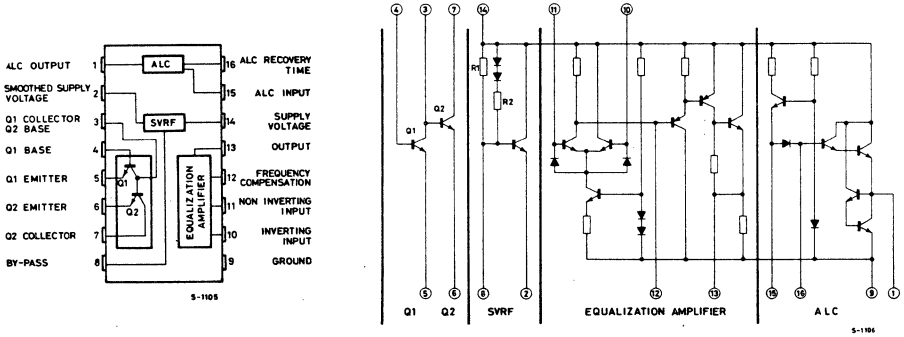 ALC OUTPUT 1
ALC
16 ALC RECOVERY
TIME
15 ALC INPUT
SMOOTHED SUPPLY
VOLTAGE
2
Q1 COLLECTOR
Q2 BASE
3
SVRF
14 SUPPLY
VOLTAGE
Q1 BASE 4
13 OUTPUT
Q1 EMITTER 5
Q1
12 FREQUENCY
COMPENSATION
Q2 EMITTER 6
Q2
EQUALIZATION
AMPLIFIER
11 NON INVERTING
INPUT
Q2 COLLECTOR 7
10 INVERTING
INPUT
BY-PASS 8
9 GROUND
S-1105
4 3 7 14 11 10
R1
R2
Q1
Q2
5 6 8 2 12 13 15 16 9 1
Q1 Q2 SVRF EQUALIZATION AMPLIFIER ALC
S-1106